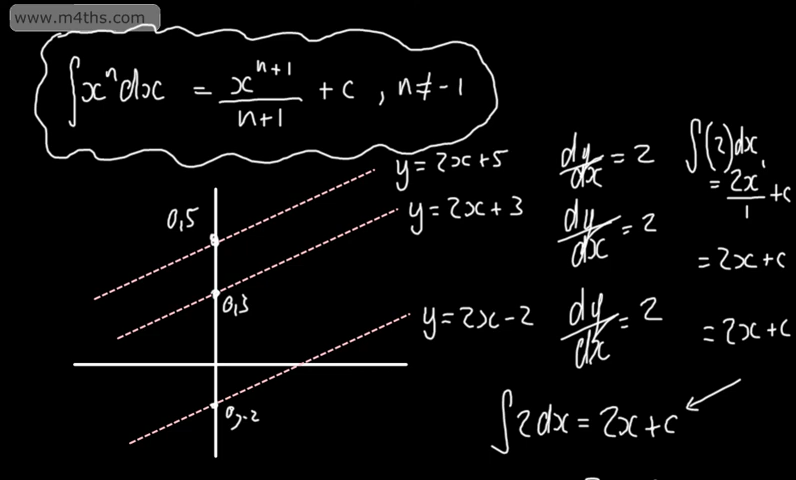 www.m4ths.com
∫xⁿdx = xⁿ⁺¹/(n+1) + c , n ≠ -1
y = 2x + 5
dy/dx = 2
∫(2)dx
= 2x/1 + c
0,5
y = 2x + 3
dy/dx = 2
= 2x + c
0,3
y = 2x - 2
dy/dx = 2
= 2x + c
0,-2
∫2dx = 2x + c